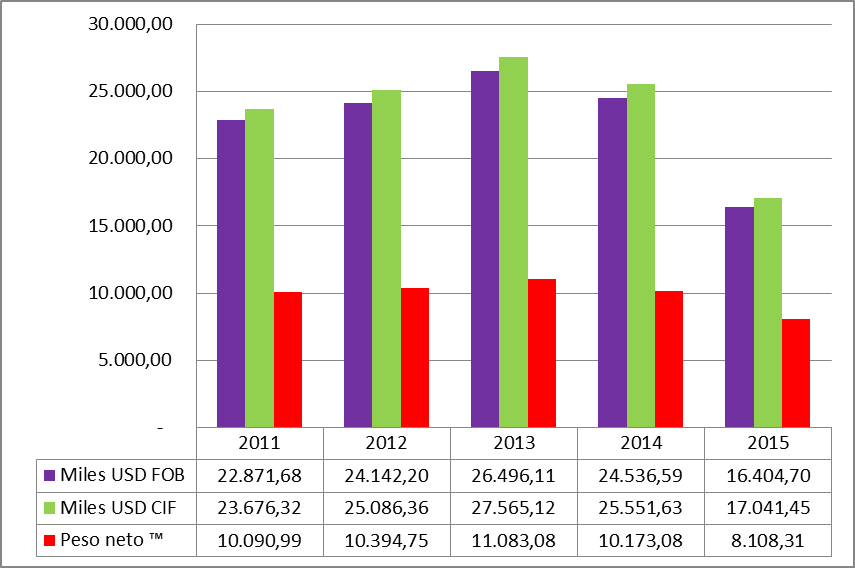 30.000,00
25.000,00
20.000,00
15.000,00
10.000,00
5.000,00
-
2011 2012 2013 2014 2015
Miles USD FOB 22.871,68 24.142,20 26.496,11 24.536,59 16.404,70
Miles USD CIF 23.676,32 25.086,36 27.565,12 25.551,63 17.041,45
Peso neto ™ 10.090,99 10.394,75 11.083,08 10.173,08 8.108,31